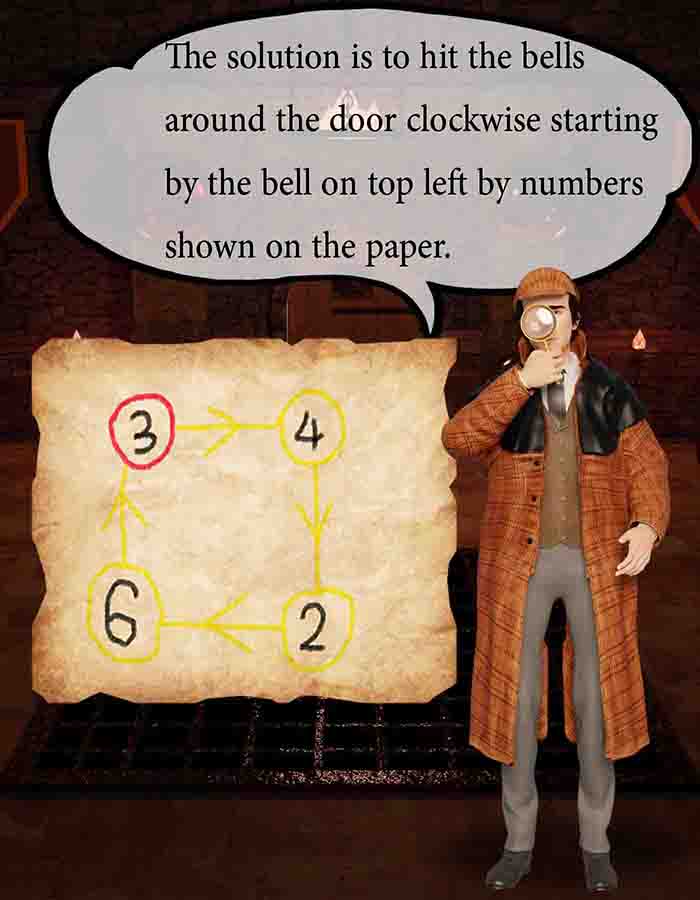 The solution is to hit the bells
around the door clockwise starting
by the bell on top left by numbers
shown on the paper.
3 4
6 2